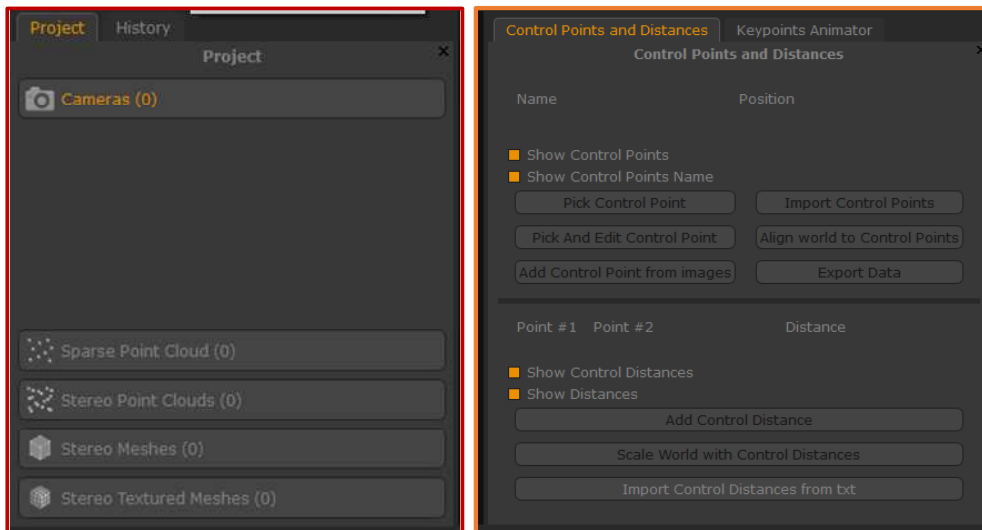 Project History
Project
Cameras (0)
Sparse Point Cloud (0)
Stereo Point Clouds (0)
Stereo Meshes (0)
Stereo Textured Meshes (0)
Control Points and Distances Keypoints Animator
Control Points and Distances
Name Position
Show Control Points
Show Control Points Name
Pick Control Point Import Control Points
Pick And Edit Control Point Align world to Control Points
Add Control Point from images Export Data
Point #1 Point #2 Distance
Show Control Distances
Show Distances
Add Control Distance
Scale World with Control Distances
Import Control Distances from txt